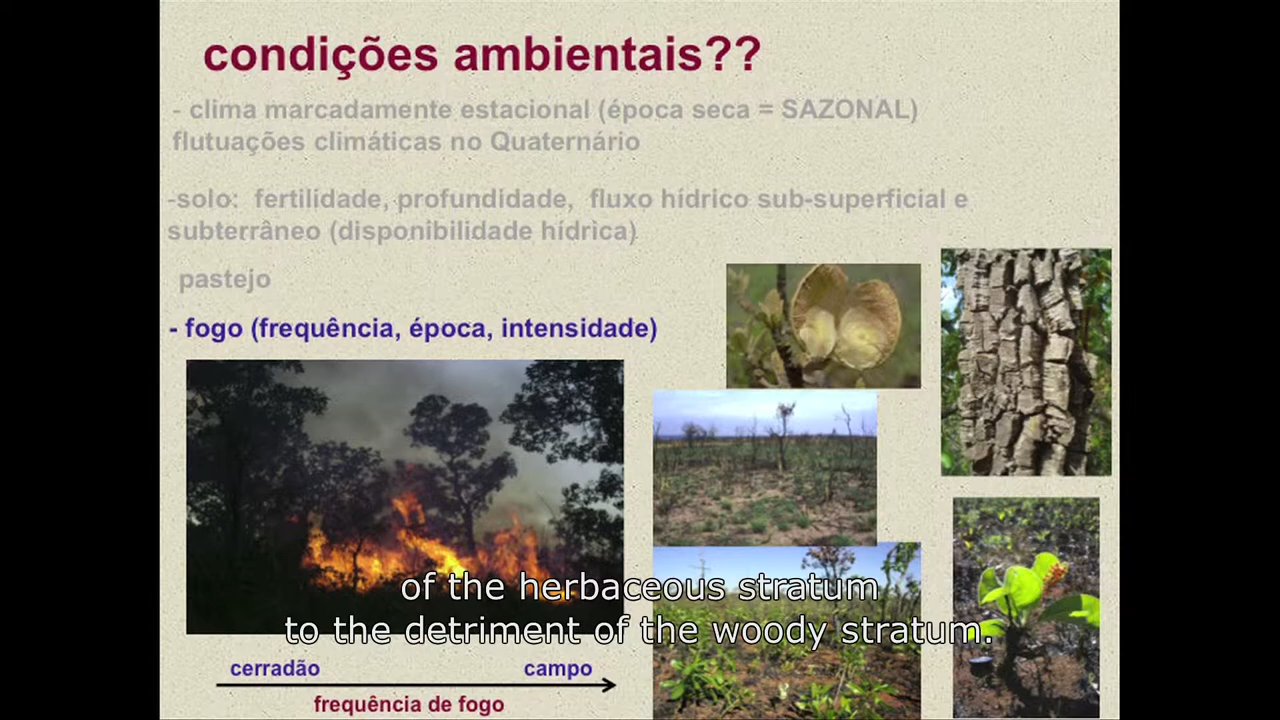 condições ambientais??
- clima marcadamente estacional (época seca = SAZONAL)
flutuações climáticas no Quaternário
-solo: fertilidade, profundidade, fluxo hídrico sub-superficial e
subterrâneo (disponibilidade hídrica)
pastejo
- fogo (frequência, época, intensidade)
of the herbaceous stratum
to the detriment of the woody stratum.
cerradão campo
frequência de fogo